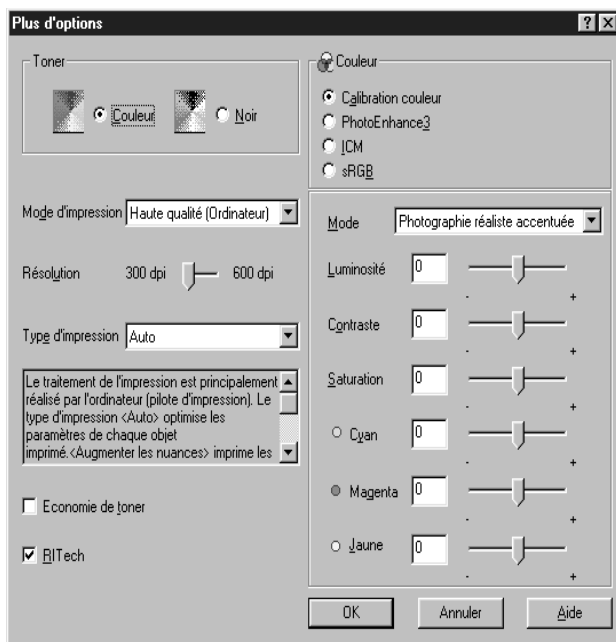 Plus d'options
Toner
Couleur
Noir
Mode d'impression
Haute qualité (Ordinateur)
Résolution
300 dpi
600 dpi
Type d'impression
Auto
Le traitement de l'impression est principalement
réalisé par l'ordinateur (pilote d'impression). Le
type d'impression <Auto> optimise les
paramètres de chaque objet
imprimé.<Augmenter les nuances> imprime les
Economie de toner
RITech
Couleur
Calibration couleur
PhotoEnhance3
ICM
sRGB
Mode
Photographie réaliste accentuée
Luminosité 0
- +
Contraste 0
- +
Saturation 0
- +
Cyan 0
- +
Magenta 0
- +
Jaune 0
- +
OK
Annuler
Aide